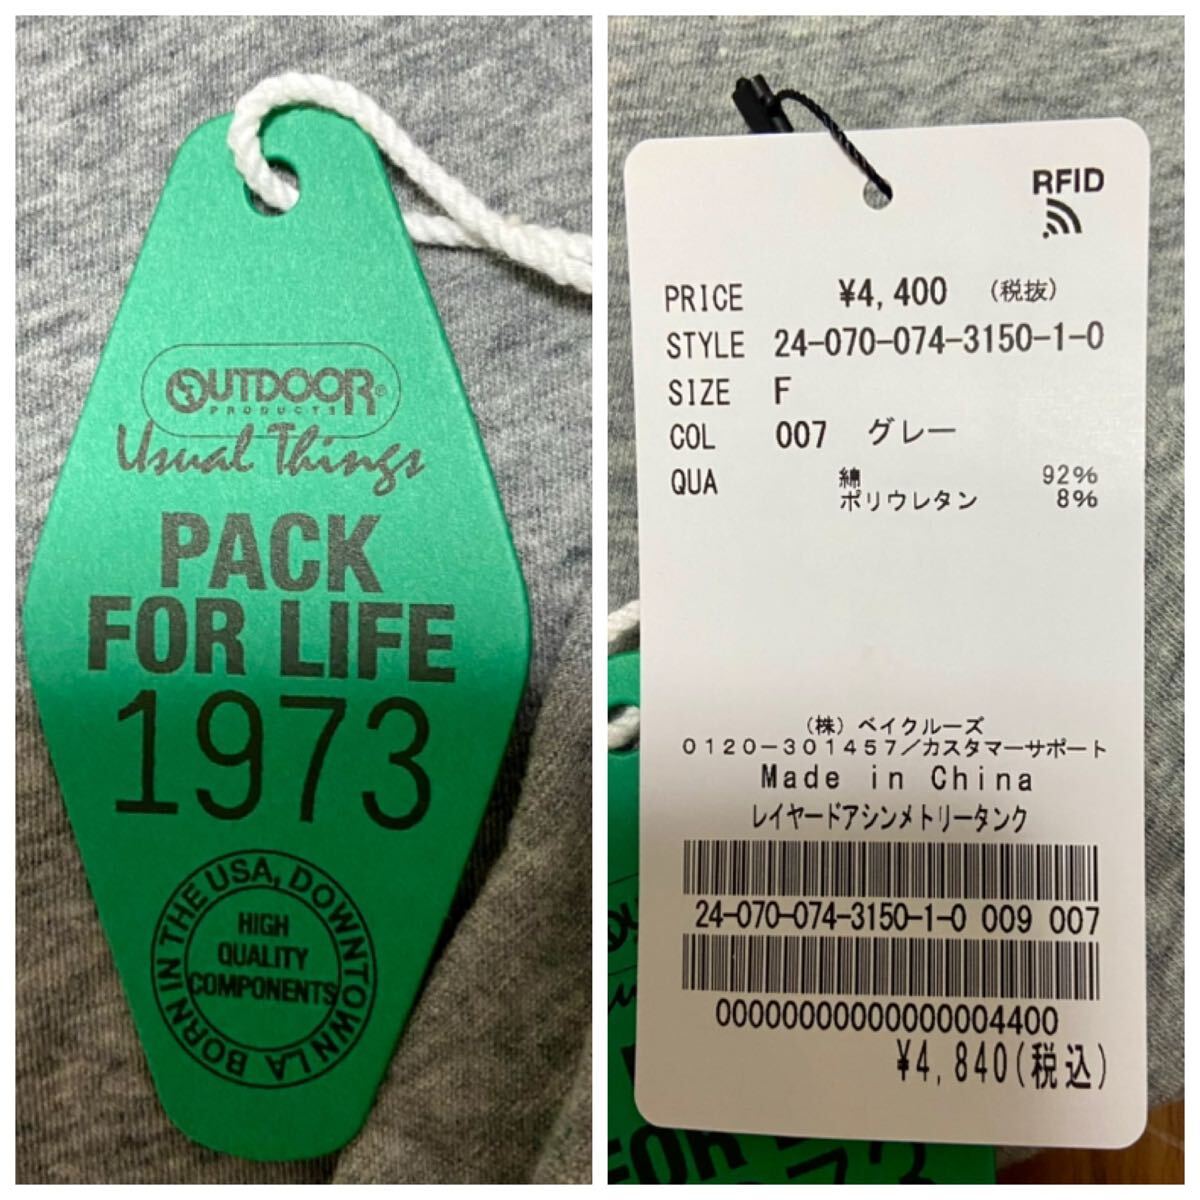 OUTDOOR®
PRODUCTS
Usual Things
PACK
FOR LIFE
1973
BORN IN THE USA, DOWNTOWN LA
HIGH
QUALITY
COMPONENTS
RFID
PRICE ¥4,400 (税抜)
STYLE 24-070-074-3150-1-0
SIZE F
COL 007 グレー
QUA 綿 92%
ポリウレタン 8%
(株) ベイクルーズ
0120-301457/カスタマーサポート
Made in China
レイヤードアシンメトリータンク
24-070-074-3150-1-0 009 007
00000000000000004400
¥4,840(税込)
FOR